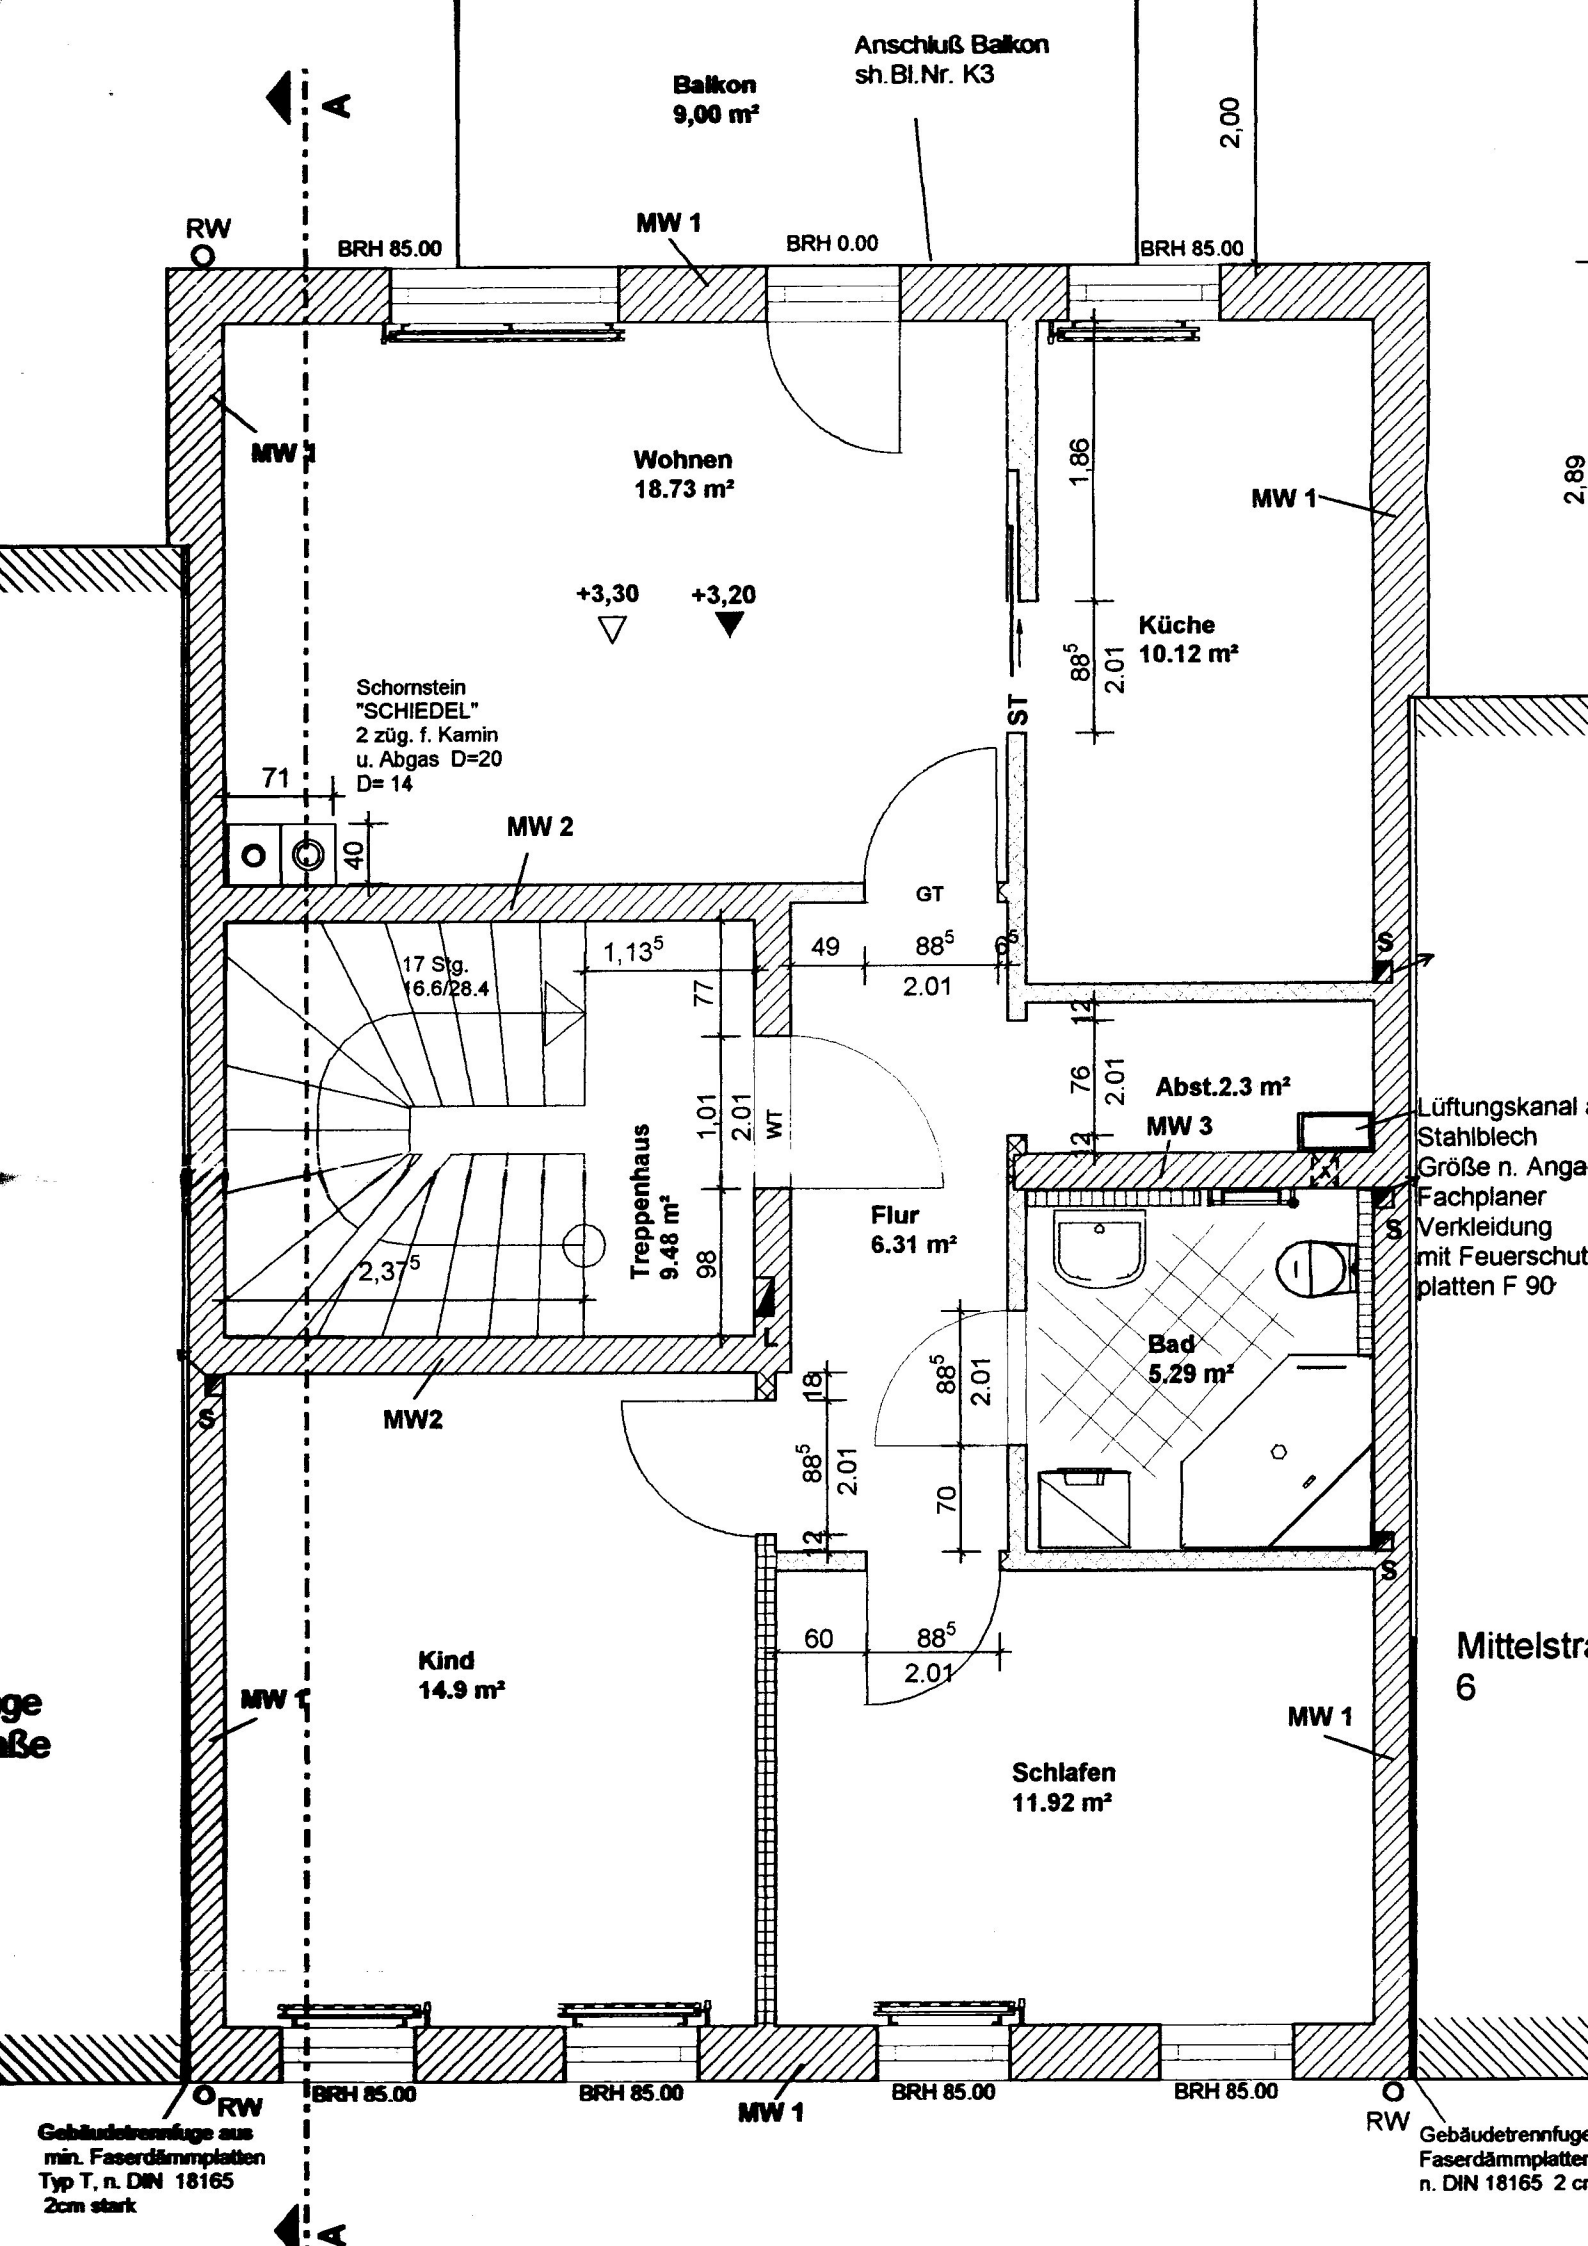 Anschluß Balkon
sh.Bl.Nr. K3
Balkon
9,00 m²
2,00
A
RW
MW 1
BRH 85.00
BRH 0.00
BRH 85.00
MW 1
Wohnen
18.73 m²
1,86
MW 1
2,89
+3,30
+3,20
Küche
10.12 m²
88⁵
2.01
ST
Schornstein
"SCHIEDEL"
2 züg. f. Kamin
u. Abgas D=20
D= 14
71
40
MW 2
GT
49
88⁵
6⁵
2.01
S
17 Stg.
16.6/28.4
1,13⁵
77
12
76
2.01
12
Abst.2.3 m²
MW 3
1,01
2.01
WT
Lüftungskanal
Stahlblech
Größe n. Anga
Fachplaner
Verkleidung
mit Feuerschut
platten F 90
S
Treppenhaus
9.48 m²
98
2,37⁵
L
Flur
6.31 m²
Bad
5.29 m²
88⁵
2.01
70
18
88⁵
2.01
12
MW2
S
S
60
88⁵
2.01
Kind
14.9 m²
MW 1
MW 1
Schlafen
11.92 m²
Mittelstra
6
ge
aße
BRH 85.00
BRH 85.00
BRH 85.00
BRH 85.00
MW 1
RW
RW
Gebäudetrennfuge aus
min. Faserdämmplatten
Typ T, n. DIN 18165
2cm stark
Gebäudetrennfuge
Faserdämmplatten
n. DIN 18165 2 cm
A